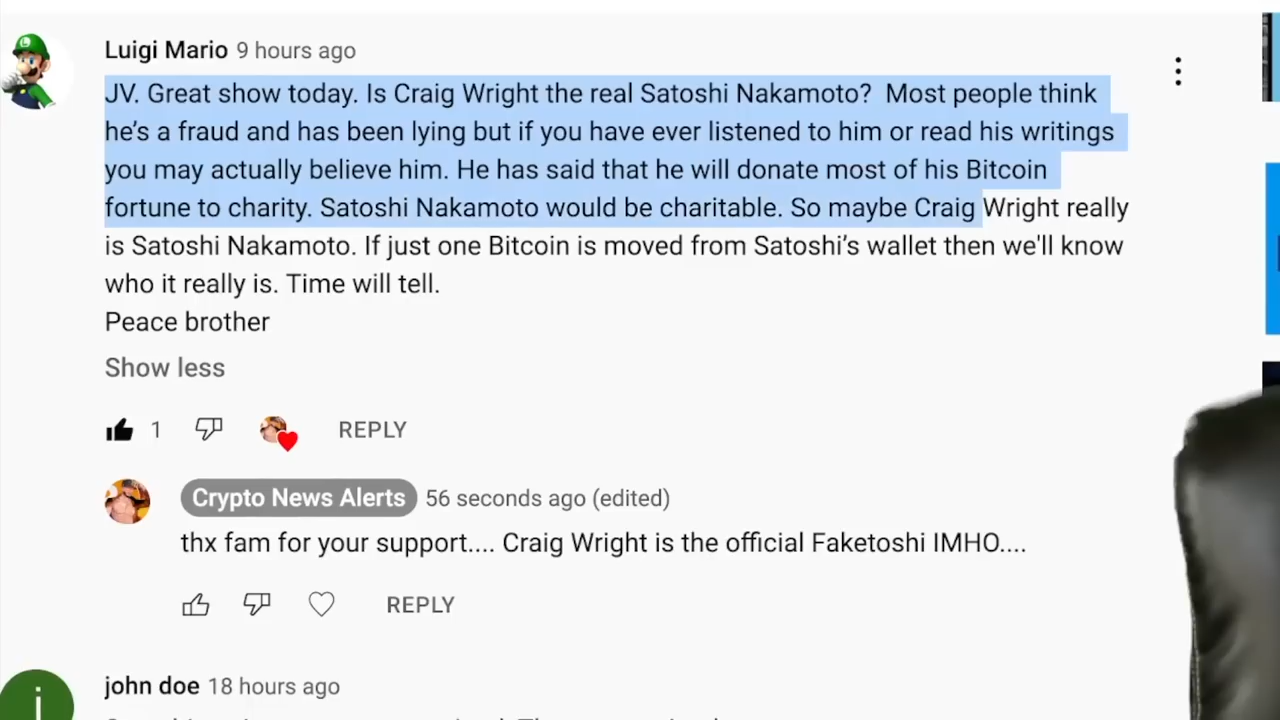 Luigi Mario 9 hours ago
JV. Great show today. Is Craig Wright the real Satoshi Nakamoto?  Most people think
he’s a fraud and has been lying but if you have ever listened to him or read his writings
you may actually believe him. He has said that he will donate most of his Bitcoin
fortune to charity. Satoshi Nakamoto would be charitable. So maybe Craig Wright really
is Satoshi Nakamoto. If just one Bitcoin is moved from Satoshi’s wallet then we'll know
who it really is. Time will tell.
Peace brother
Show less
1 REPLY
Crypto News Alerts 56 seconds ago (edited)
thx fam for your support.... Craig Wright is the official Faketoshi IMHO....
REPLY
j
john doe 18 hours ago